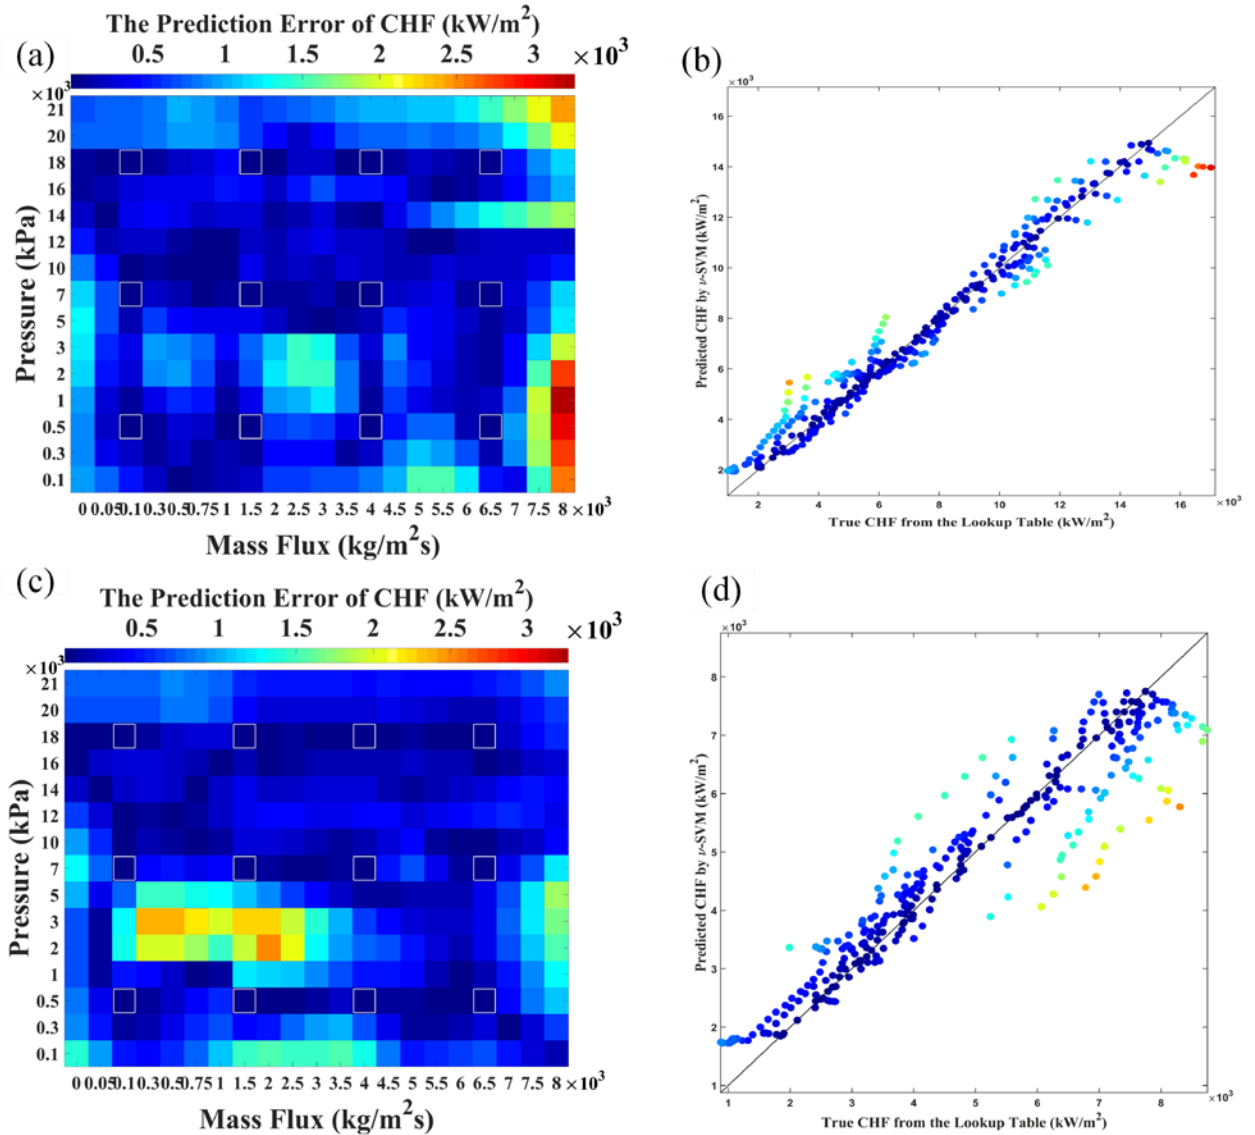 (a)
The Prediction Error of CHF (kW/m²)
0.5 1 1.5 2 2.5 3 ×10³
×10³
21
20
18
16
14
12
10
7
5
3
2
1
0.5
0.3
0.1
Pressure (kPa)
0 0.05 0.1 0.3 0.5 0.75 1 1.5 2 2.5 3 3.5 4 4.5 5 6 6.5 7 7.5 8 ×10³
Mass Flux (kg/m²s)
(b)
×10³
16
14
12
10
8
6
4
2
Predicted CHF by ν-SVM (kW/m²)
2 4 6 8 10 12 14 16 ×10³
True CHF from the Lookup Table (kW/m²)
(c)
The Prediction Error of CHF (kW/m²)
0.5 1 1.5 2 2.5 3 ×10³
×10³
21
20
18
16
14
12
10
7
5
3
2
1
0.5
0.3
0.1
Pressure (kPa)
0 0.05 0.1 0.3 0.5 0.75 1 1.5 2 2.5 3 3.5 4 4.5 5 6 6.5 7 7.5 8 ×10³
Mass Flux (kg/m²s)
(d)
×10³
8
7
6
5
4
3
2
1
Predicted CHF by ν-SVM (kW/m²)
1 2 3 4 5 6 7 8 ×10³
True CHF from the Lookup Table (kW/m²)